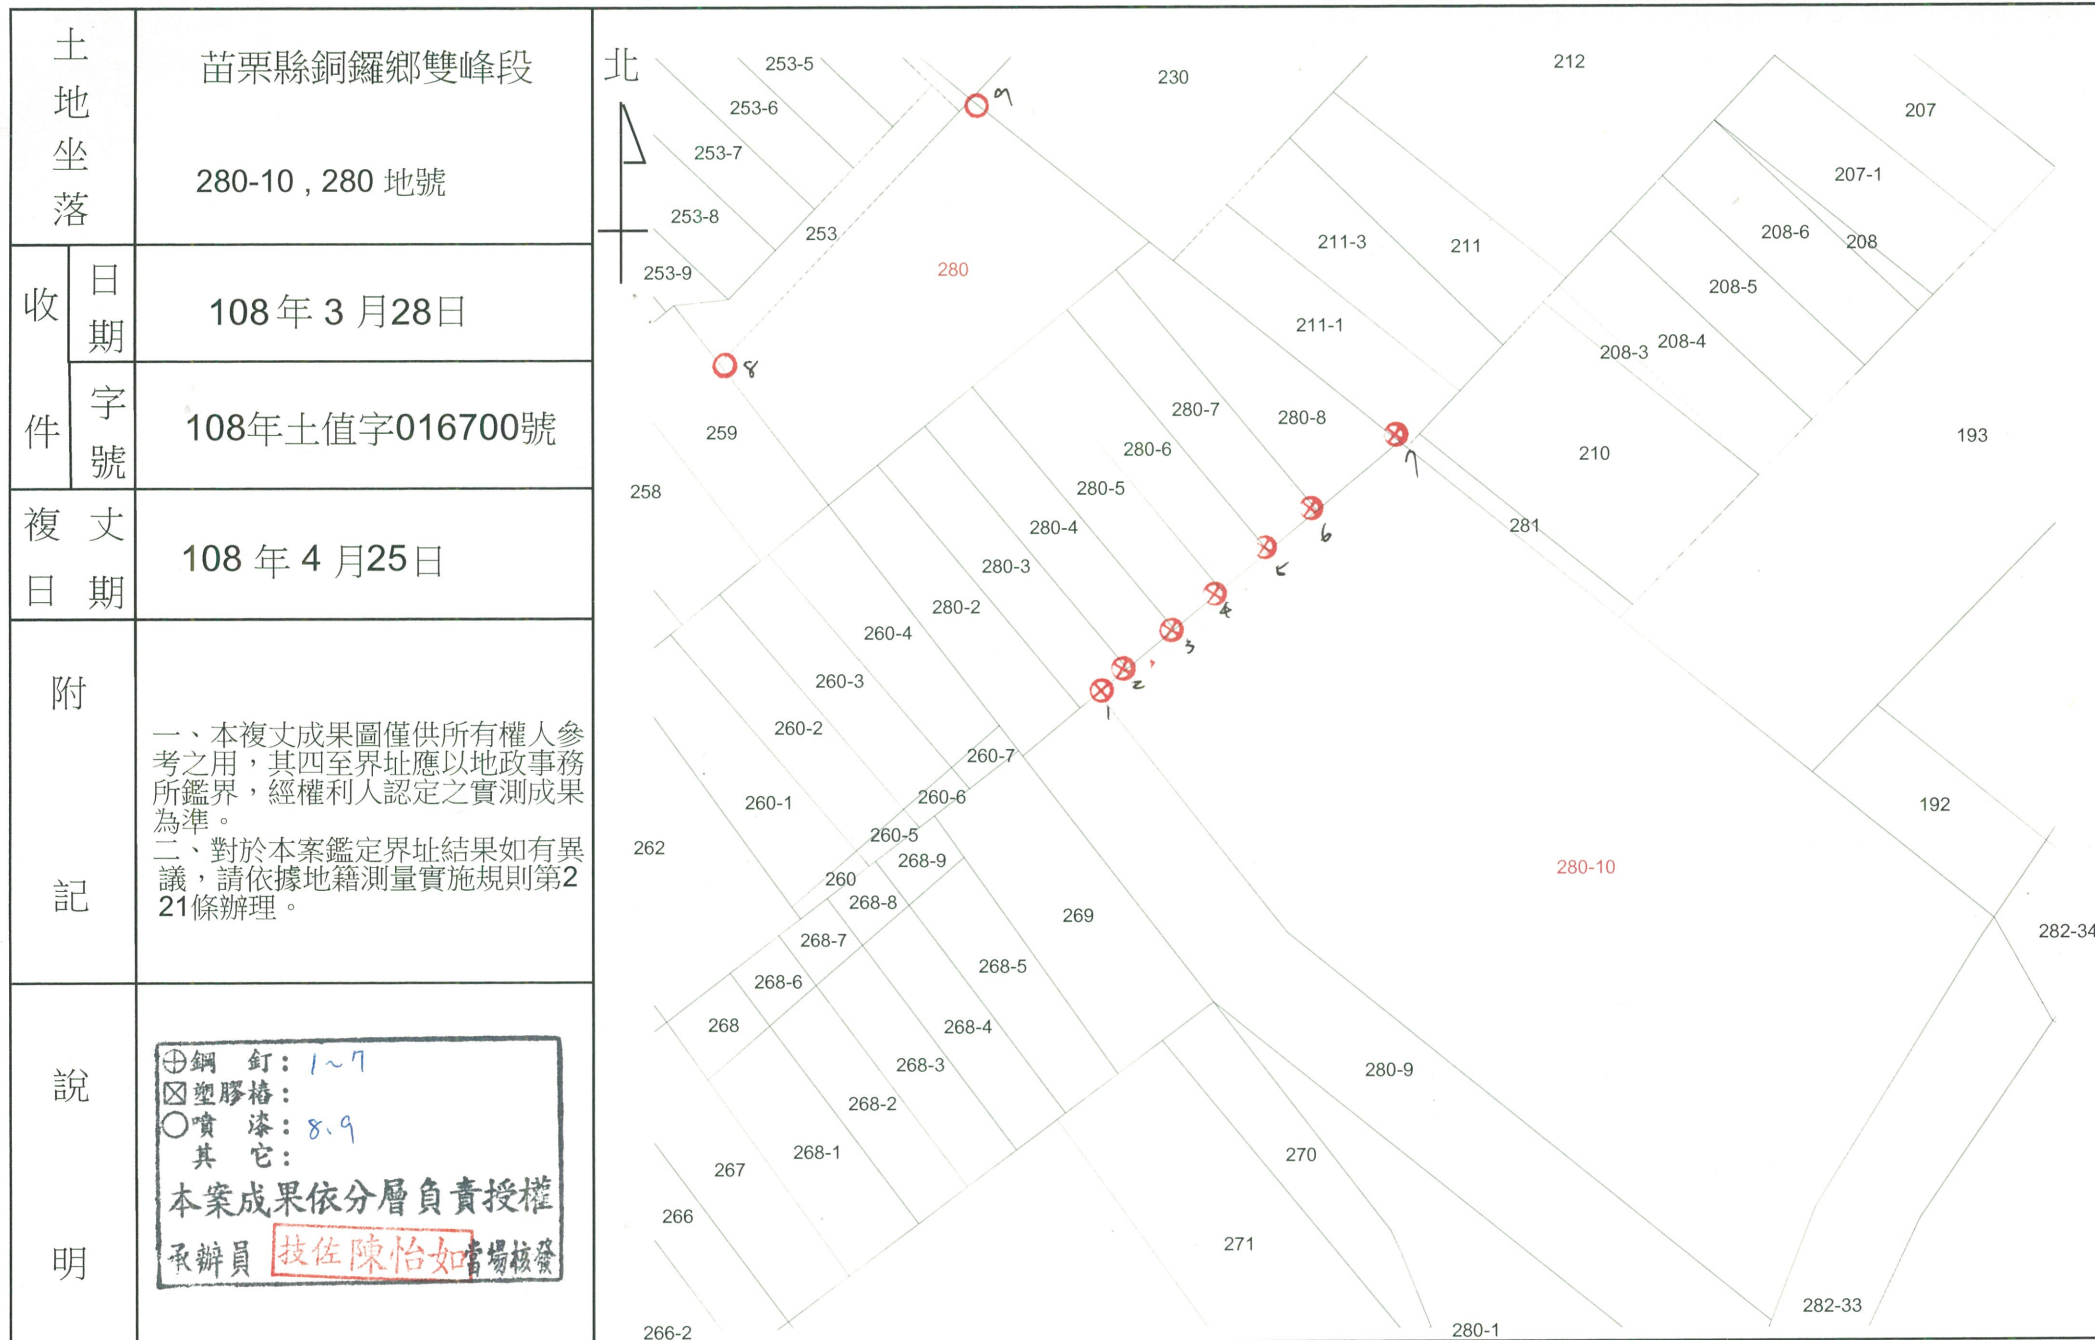 土地坐落
苗栗縣銅鑼鄉雙峰段
280-10 , 280 地號
收件
日期
108 年 3 月28日
字號
108年土值字016700號
複丈日期
108 年 4 月25日
附記
一、本複丈成果圖僅供所有權人參
考之用，其四至界址應以地政事務
所鑑界，經權利人認定之實測成果
為準。
二、對於本案鑑定界址結果如有異
議，請依據地籍測量實施規則第2
21條辦理。
說明
鋼 釘: 1~7
塑膠樁:
噴 漆: 8、9
其 它:
本案成果依分層負責授權
承辦員 技佐 陳怡如 當場核發
北
253-5
230
212
253-6
9
207
253-7
207-1
253-8
253
208-6
208
211-3
211
253-9
280
208-5
211-1
208-4
208-3
8
280-7
280-8
259
193
280-6
7
210
258
280-5
280-4
281
6
280-3
5
280-2
4
260-4
3
260-3
2
1
260-2
260-7
260-6
260-1
192
260-5
262
268-9
280-10
260
268-8
269
268-7
282-34
268-5
268-6
268
268-4
268-3
280-9
268-2
268-1
270
267
266
271
282-33
266-2
280-1